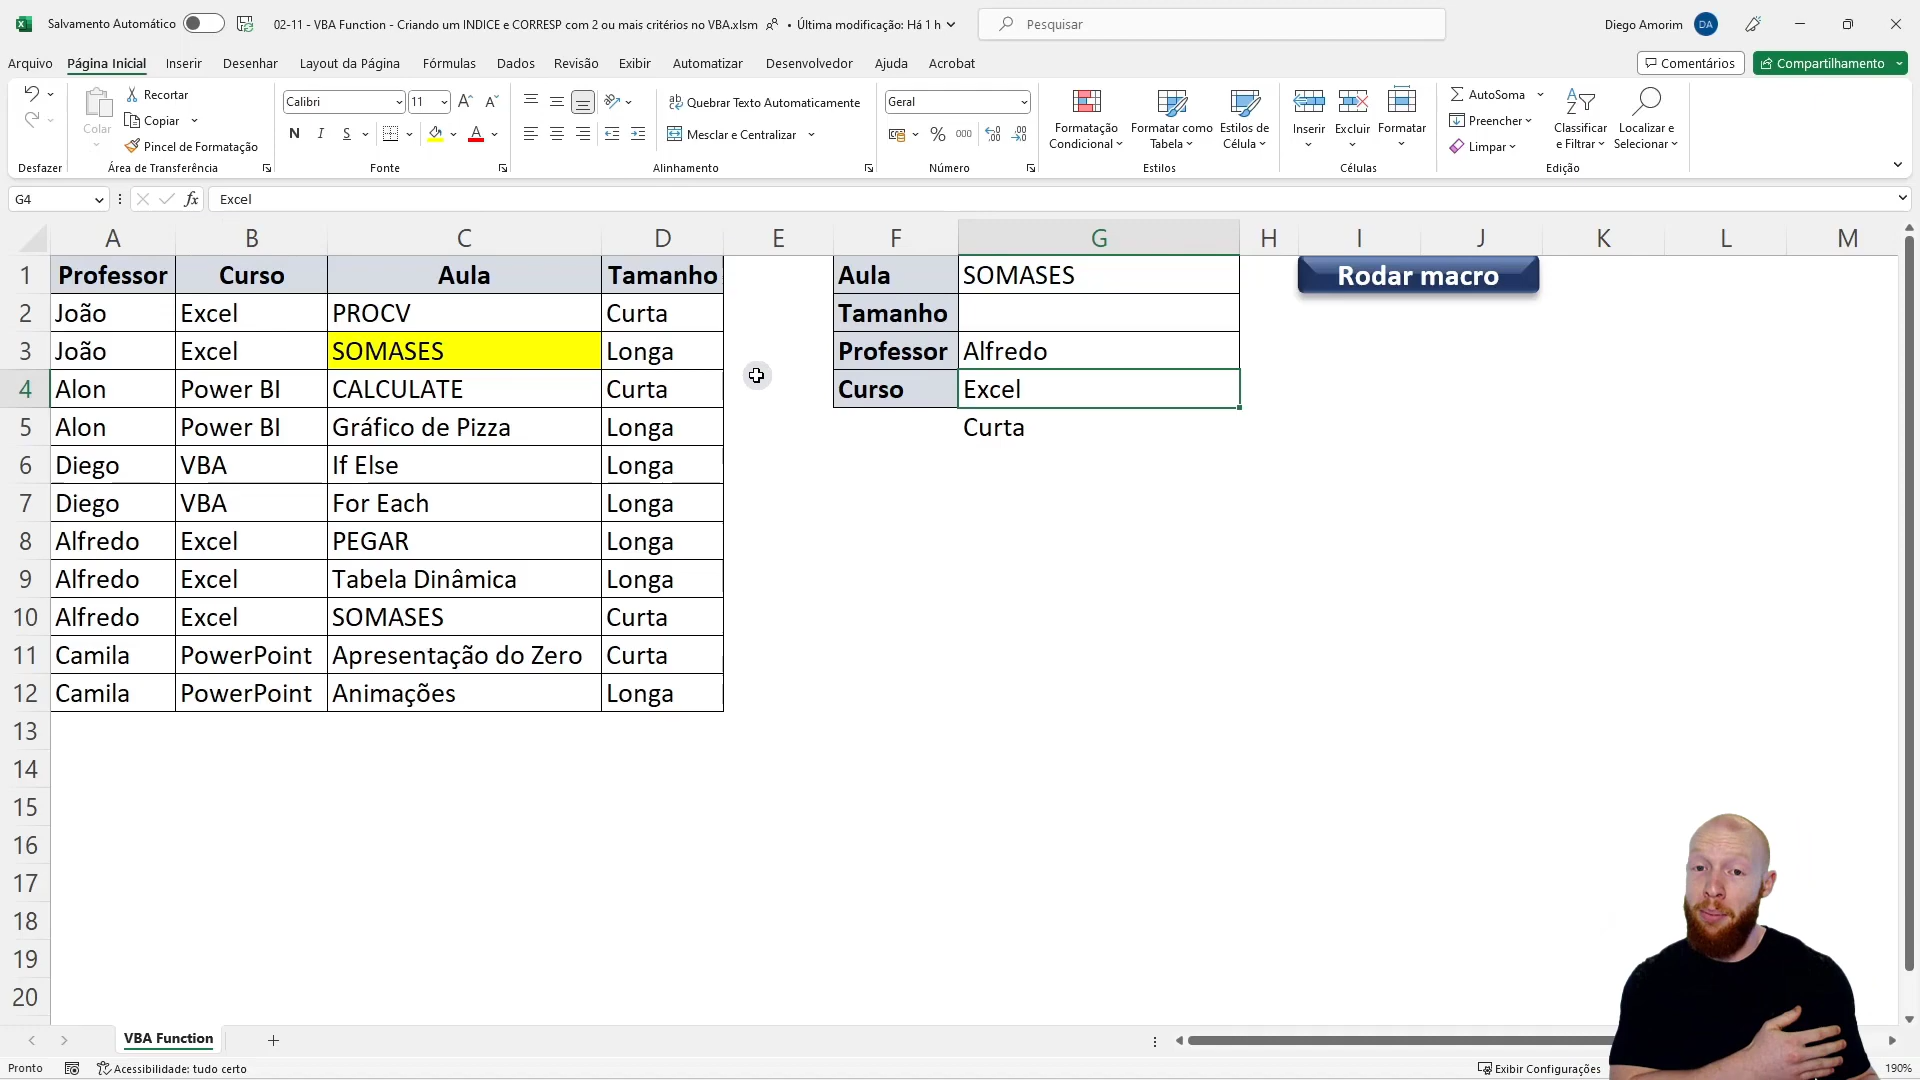 Salvamento Automático
02-11 - VBA Function - Criando um INDICE e CORRESP com 2 ou mais critérios no VBA.xlsm • Última modificação: Há 1 h
Pesquisar
Diego Amorim DA
Arquivo Página Inicial Inserir Desenhar Layout da Página Fórmulas Dados Revisão Exibir Automatizar Desenvolvedor Ajuda Acrobat
Comentários Compartilhamento
Colar
Recortar
Copiar
Pincel de Formatação
Calibri 11
N I S
Quebrar Texto Automaticamente
Mesclar e Centralizar
Geral
% 000
Formatação Condicional
Formatar como Tabela
Estilos de Célula
Inserir Excluir Formatar
AutoSoma
Preencher
Limpar
Classificar e Filtrar
Localizar e Selecionar
Desfazer Área de Transferência Fonte Alinhamento Número Estilos Células Edição
G4 fx Excel
A B C D E F G H I J K L M
1 Professor Curso Aula Tamanho Aula SOMASES Rodar macro
2 João Excel PROCV Curta Tamanho
3 João Excel SOMASES Longa Professor Alfredo
4 Alon Power BI CALCULATE Curta Curso Excel
5 Alon Power BI Gráfico de Pizza Longa Curta
6 Diego VBA If Else Longa
7 Diego VBA For Each Longa
8 Alfredo Excel PEGAR Longa
9 Alfredo Excel Tabela Dinâmica Longa
10 Alfredo Excel SOMASES Curta
11 Camila PowerPoint Apresentação do Zero Curta
12 Camila PowerPoint Animações Longa
13
14
15
16
17
18
19
20
VBA Function
Pronto Acessibilidade: tudo certo Exibir Configurações 190%